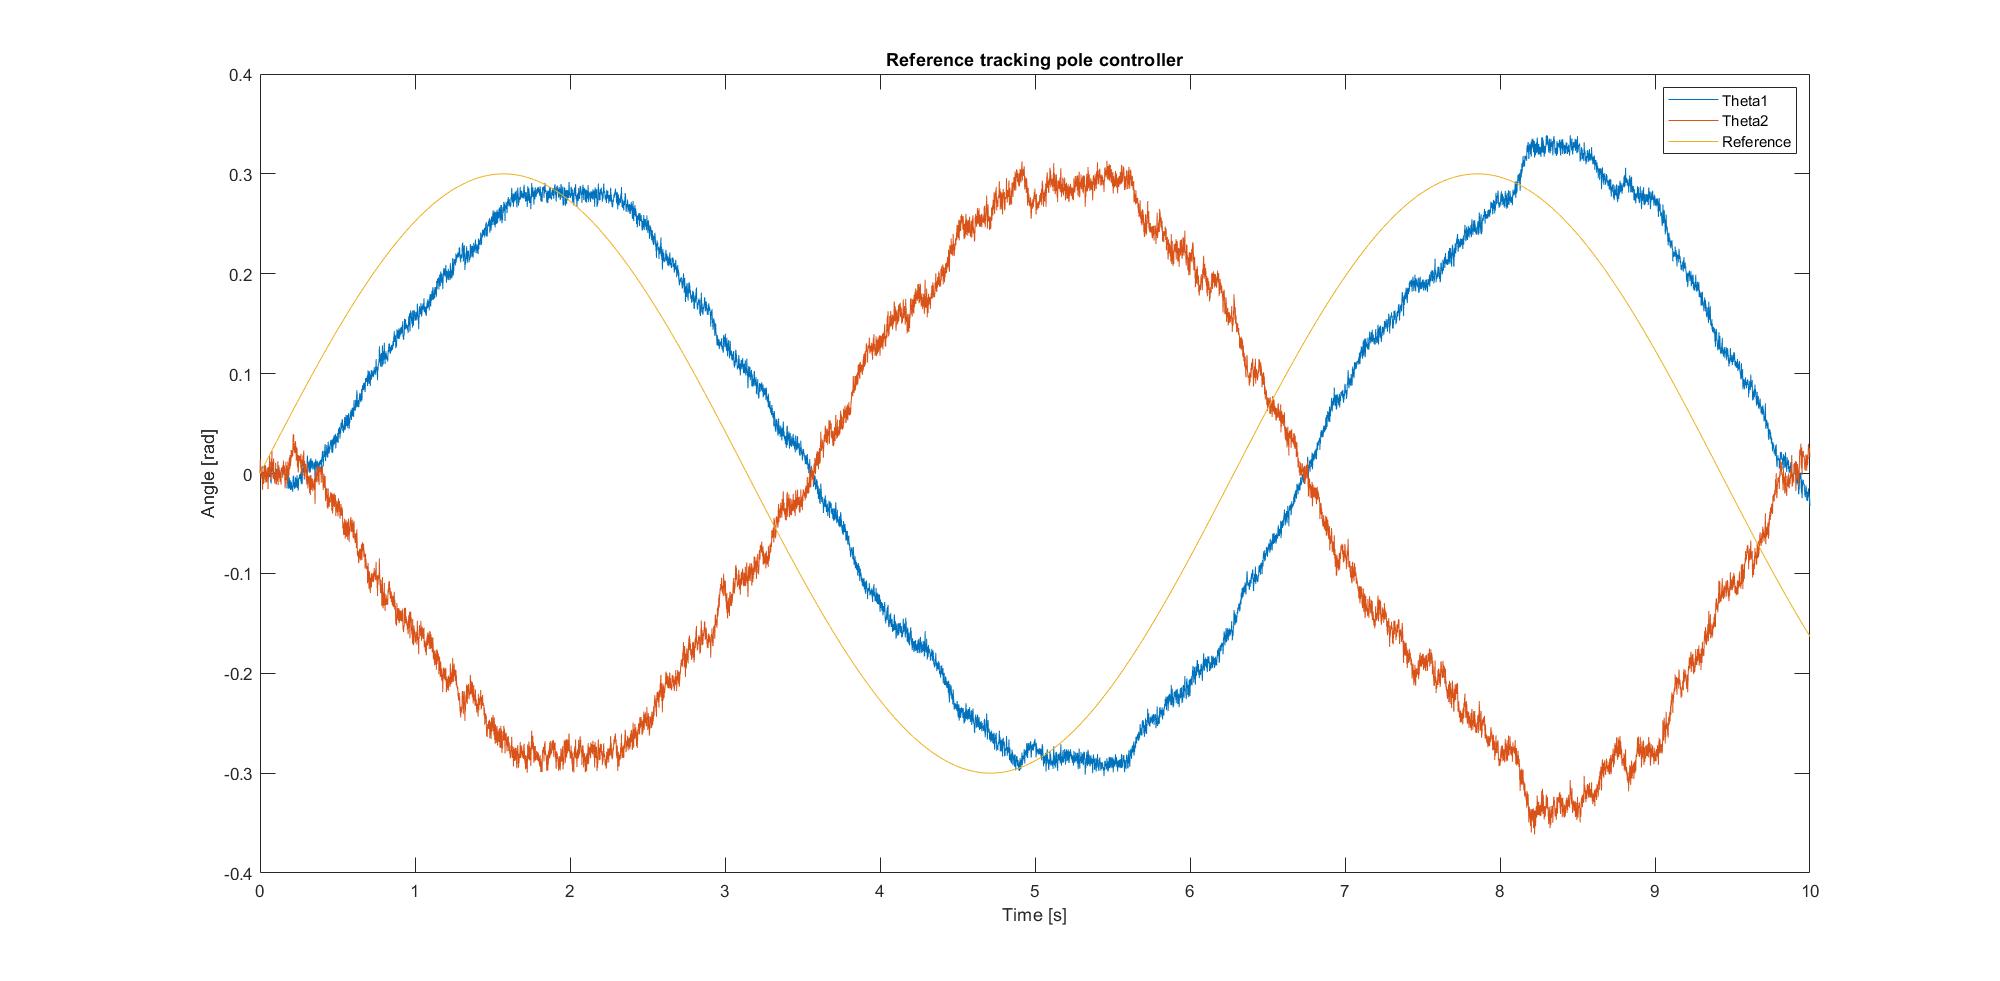 Reference tracking pole controller
0.4
0.3
0.2
0.1
0
-0.1
-0.2
-0.3
-0.4
Angle [rad]
Theta1
Theta2
Reference
0 1 2 3 4 5 6 7 8 9 10
Time [s]